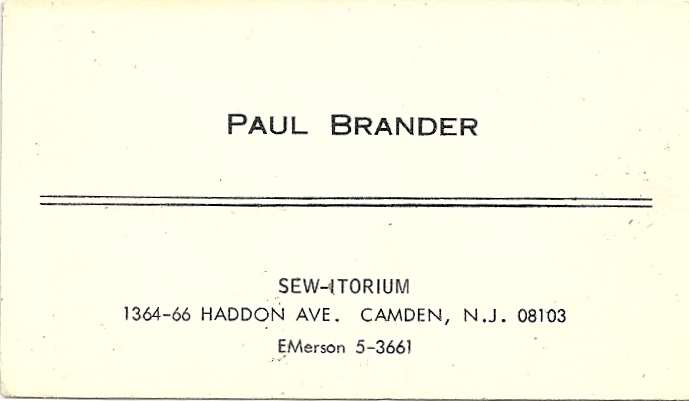 PAUL BRANDER
SEW-ITORIUM
1364-66 HADDON AVE. CAMDEN, N.J. 08103
EMerson 5-3661